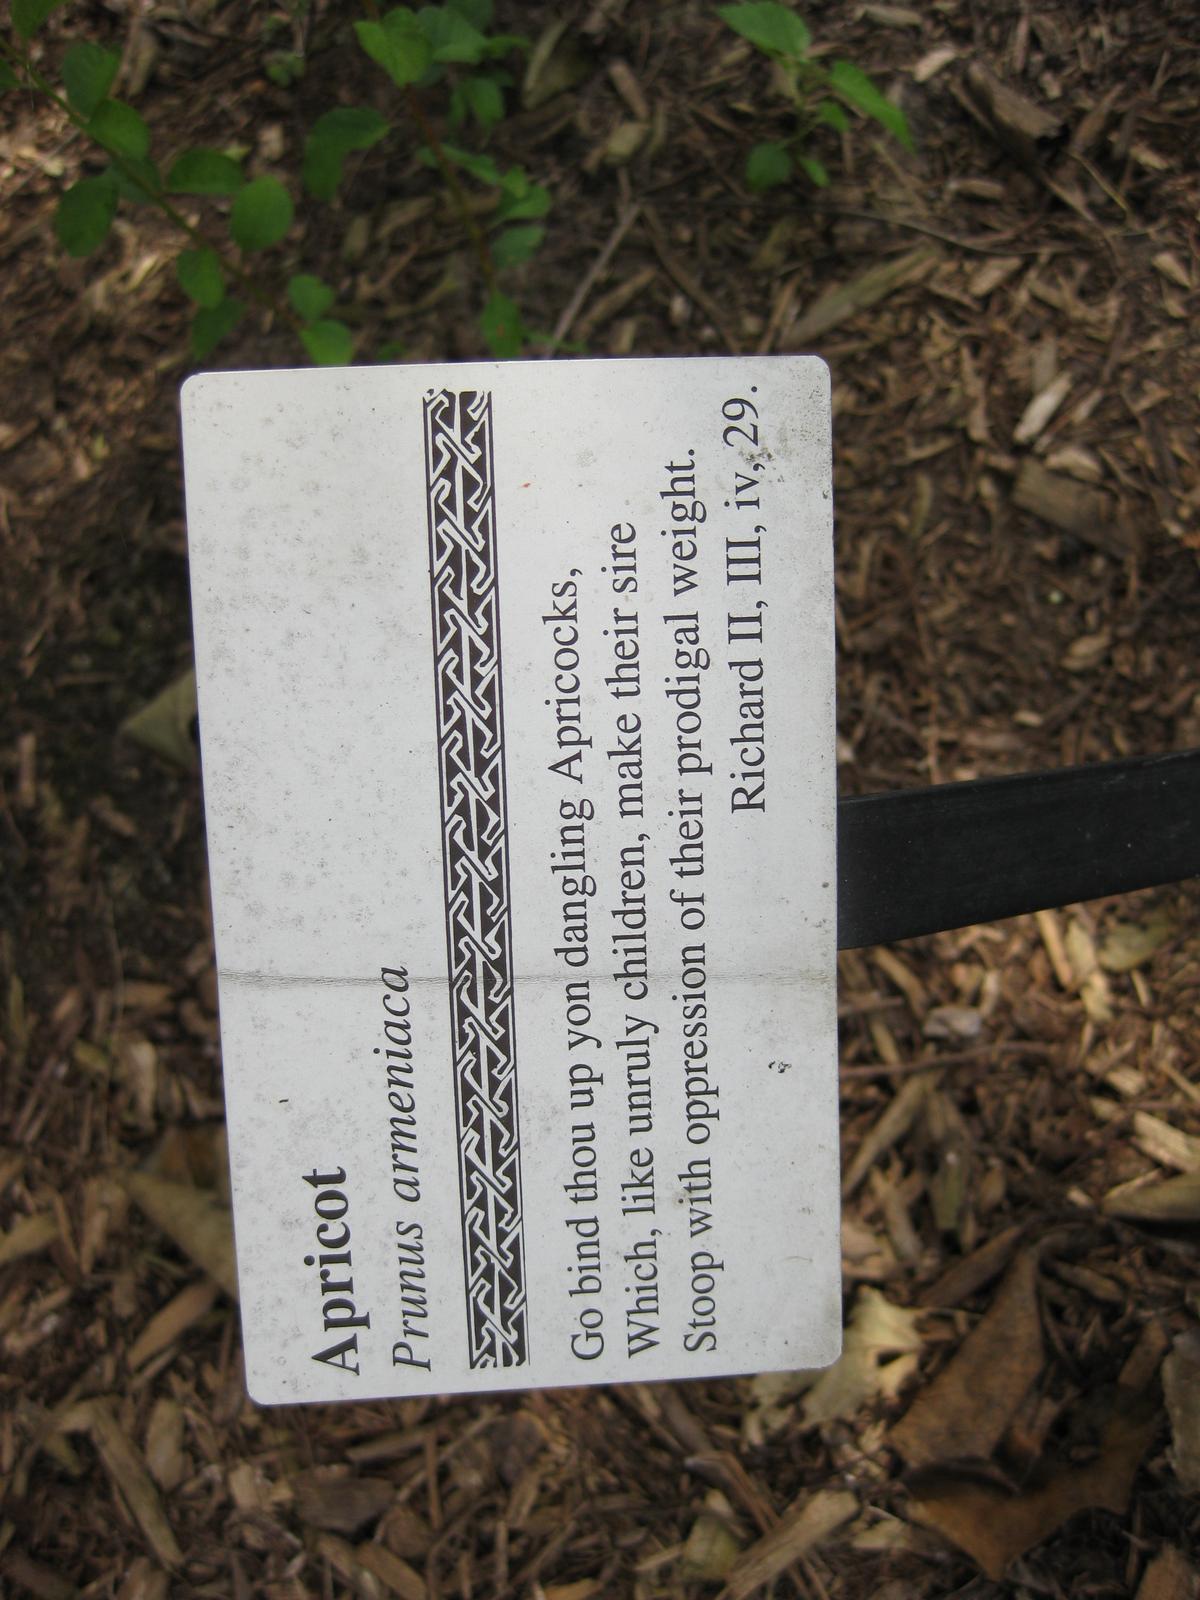 Apricot
Prunus armeniaca
Go bind thou up yon dangling Apricocks,
Which, like unruly children, make their sire
Stoop with oppression of their prodigal weight.
Richard II, III, iv, 29.